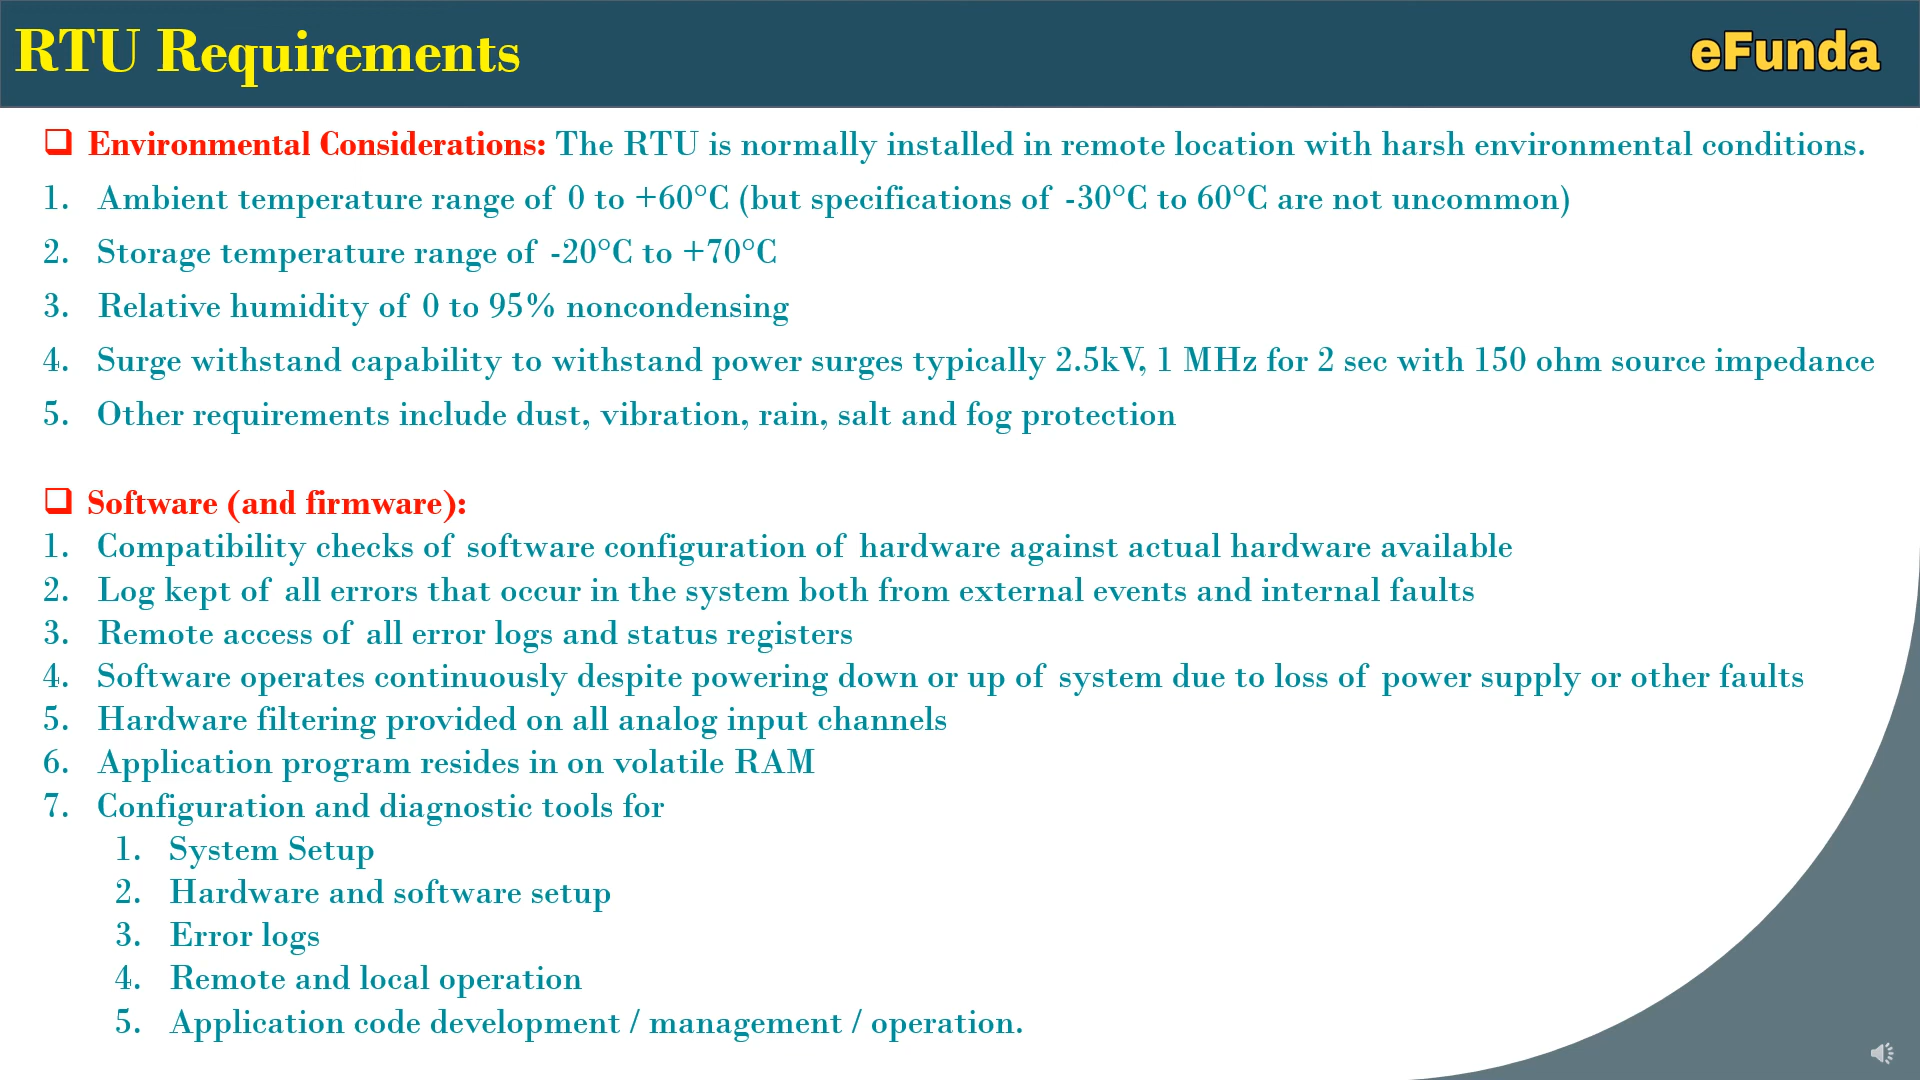 RTU Requirements
eFunda
Environmental Considerations: The RTU is normally installed in remote location with harsh environmental conditions.
1. Ambient temperature range of 0 to +60°C (but specifications of -30°C to 60°C are not uncommon)
2. Storage temperature range of -20°C to +70°C
3. Relative humidity of 0 to 95% noncondensing
4. Surge withstand capability to withstand power surges typically 2.5kV, 1 MHz for 2 sec with 150 ohm source impedance
5. Other requirements include dust, vibration, rain, salt and fog protection
Software (and firmware):
1. Compatibility checks of software configuration of hardware against actual hardware available
2. Log kept of all errors that occur in the system both from external events and internal faults
3. Remote access of all error logs and status registers
4. Software operates continuously despite powering down or up of system due to loss of power supply or other faults
5. Hardware filtering provided on all analog input channels
6. Application program resides in on volatile RAM
7. Configuration and diagnostic tools for
1. System Setup
2. Hardware and software setup
3. Error logs
4. Remote and local operation
5. Application code development / management / operation.